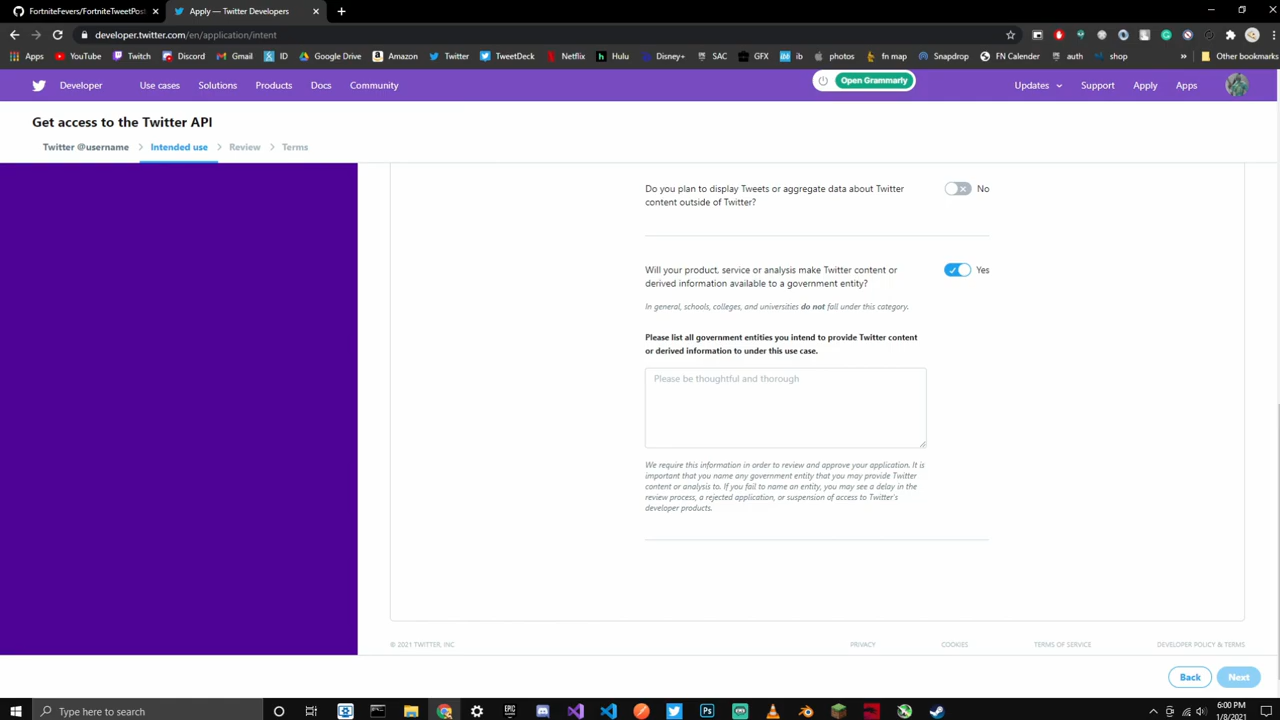 FortniteFevers/FortniteTweetPost
Apply — Twitter Developers
developer.twitter.com/en/application/intent
Apps YouTube Twitch Discord Gmail ID Google Drive Amazon Twitter TweetDeck Netflix Hulu Disney+ SAC GFX ib photos fn map Snapdrop FN Calender auth shop » Other bookmarks
Developer Use cases Solutions Products Docs Community Open Grammarly Updates Support Apply Apps
Get access to the Twitter API
Twitter @username Intended use Review Terms
Do you plan to display Tweets or aggregate data about Twitter
content outside of Twitter?
No
Will your product, service or analysis make Twitter content or
derived information available to a government entity?
Yes
In general, schools, colleges, and universities do not fall under this category.
Please list all government entities you intend to provide Twitter content
or derived information to under this use case.
Please be thoughtful and thorough
We require this information in order to review and approve your application. It is
important that you name any government entity that you may provide Twitter
content or analysis to. If you fail to name an entity, you may see a delay in the
review process, a rejected application, or suspension of access to Twitter's
developer products.
© 2021 TWITTER, INC PRIVACY COOKIES TERMS OF SERVICE DEVELOPER POLICY & TERMS
Back Next
Type here to search
6:00 PM
1/8/2021